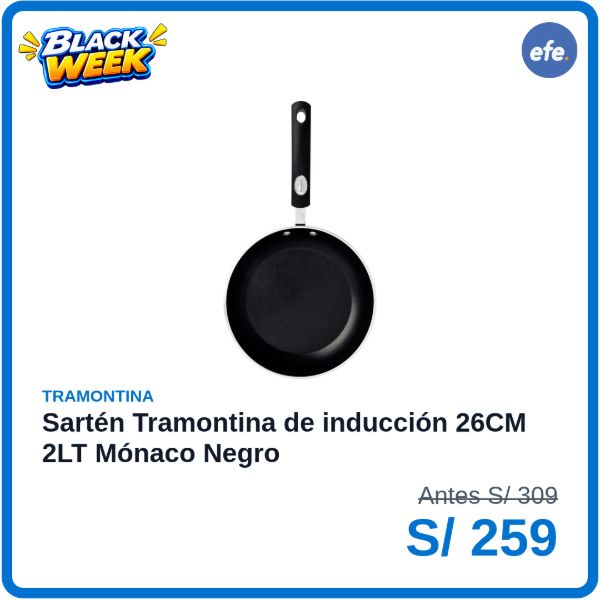 BLACK
WEEK
efe.
TRAMONTINA
Sartén Tramontina de inducción 26CM
2LT Mónaco Negro
Antes S/ 309
S/ 259